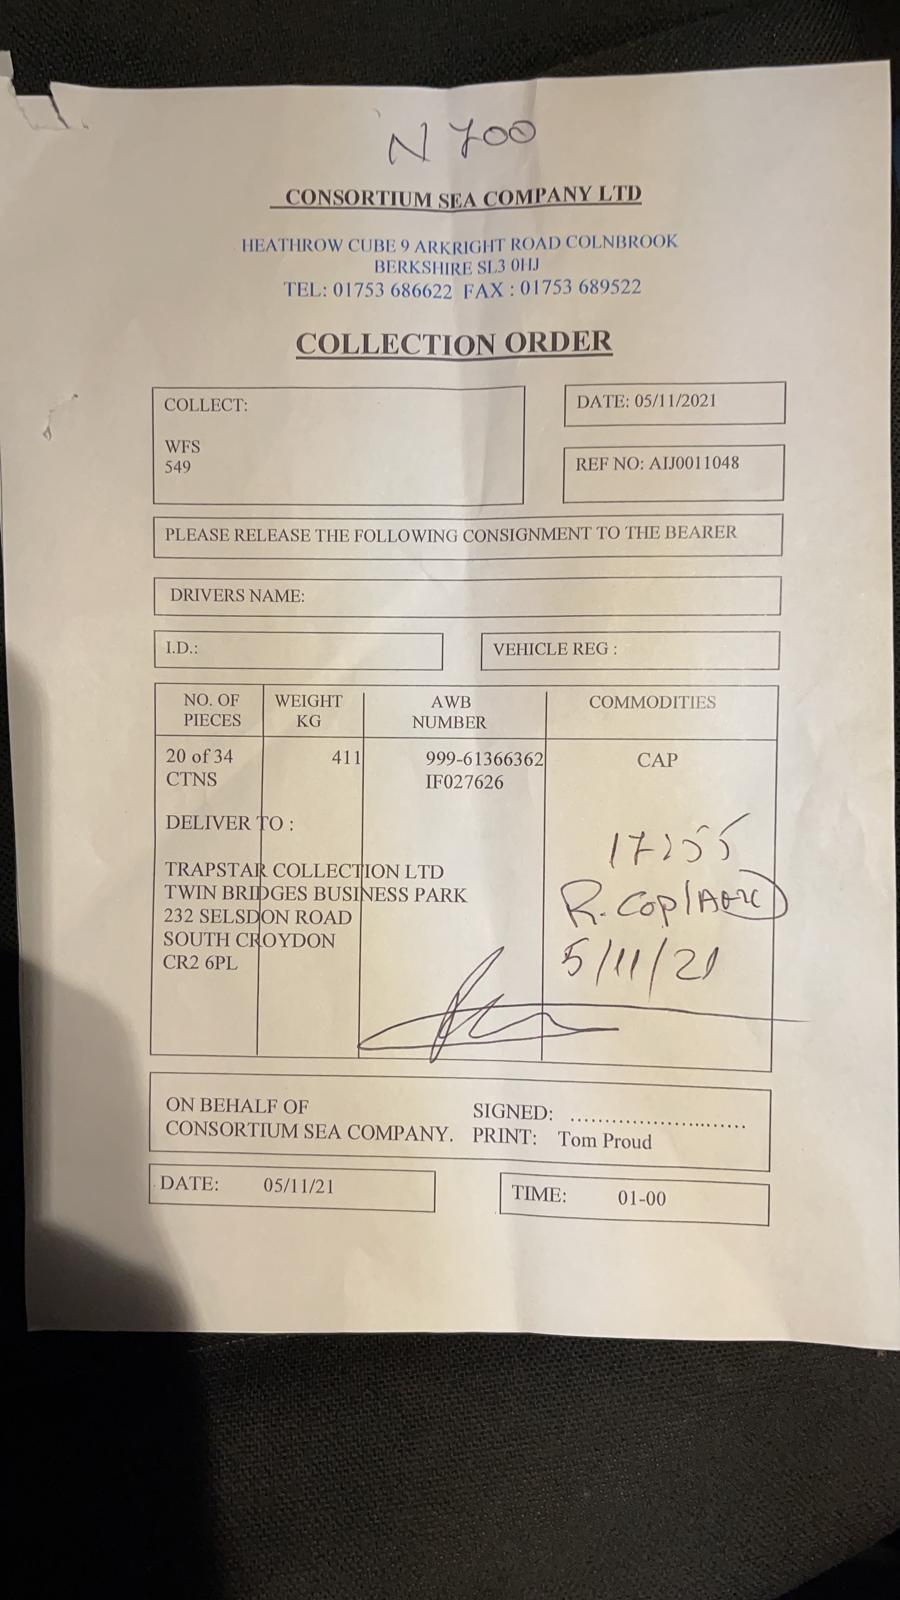 N 700
CONSORTIUM SEA COMPANY LTD
HEATHROW CUBE 9 ARKRIGHT ROAD COLNBROOK
BERKSHIRE SL3 0HJ
TEL: 01753 686622 FAX : 01753 689522
COLLECTION ORDER
COLLECT:
WFS
549
DATE: 05/11/2021
REF NO: AIJ0011048
PLEASE RELEASE THE FOLLOWING CONSIGNMENT TO THE BEARER
DRIVERS NAME:
I.D.:
VEHICLE REG :
NO. OF
PIECES
WEIGHT
KG
AWB
NUMBER
COMMODITIES
20 of 34
CTNS
411
999-61366362
IF027626
CAP
DELIVER TO :
TRAPSTAR COLLECTION LTD
TWIN BRIDGES BUSINESS PARK
232 SELSDON ROAD
SOUTH CROYDON
CR2 6PL
17:55
5/11/21
ON BEHALF OF
CONSORTIUM SEA COMPANY.
SIGNED: ........................
PRINT: Tom Proud
DATE: 05/11/21
TIME: 01-00